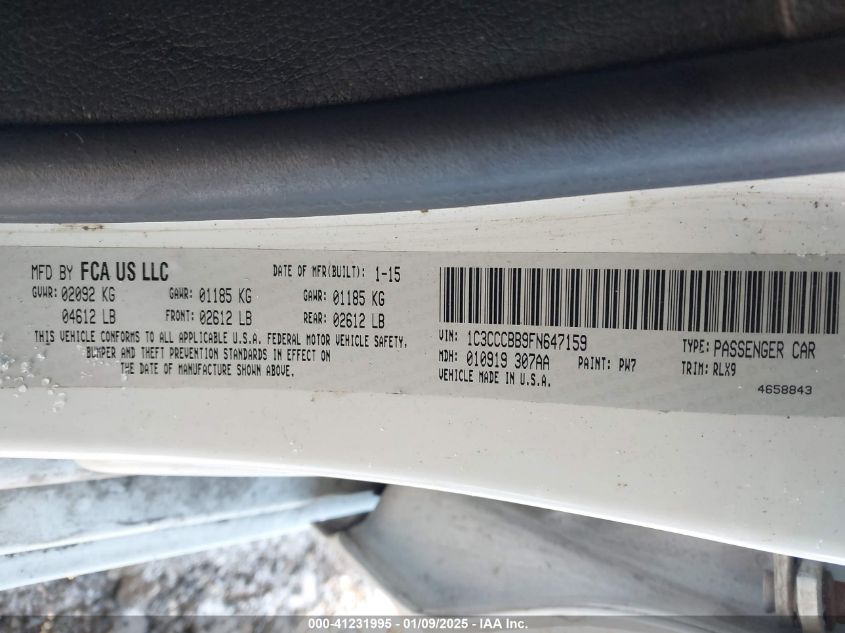 MFD BY FCA US LLC
DATE OF MFR(BUILT): 1-15
GVWR: 02092 KG
GAWR: 01185 KG
GAWR: 01185 KG
04612 LB
FRONT: 02612 LB
REAR: 02612 LB
THIS VEHICLE CONFORMS TO ALL APPLICABLE U.S.A. FEDERAL MOTOR VEHICLE SAFETY,
BUMPER AND THEFT PREVENTION STANDARDS IN EFFECT ON
THE DATE OF MANUFACTURE SHOWN ABOVE.
VIN: 1C3CCCBB9FN647159
TYPE: PASSENGER CAR
MDH: 010919 307AA
PAINT: PW7
TRIM: RLX9
VEHICLE MADE IN U.S.A.
4658843
000-41231995 - 01/09/2025 - IAA Inc.